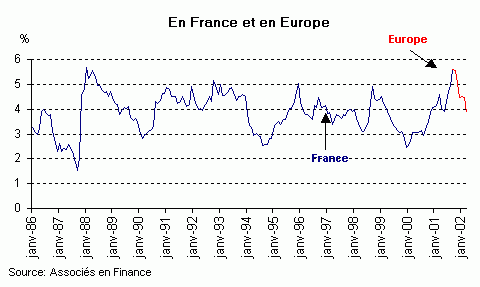 En France et en Europe
%
Europe
6
5
4
3
2
1
0
France
janv-86
janv-87
janv-88
janv-89
janv-90
janv-91
janv-92
janv-93
janv-94
janv-95
janv-96
janv-97
janv-98
janv-99
janv-00
janv-01
janv-02
Source: Associés en Finance